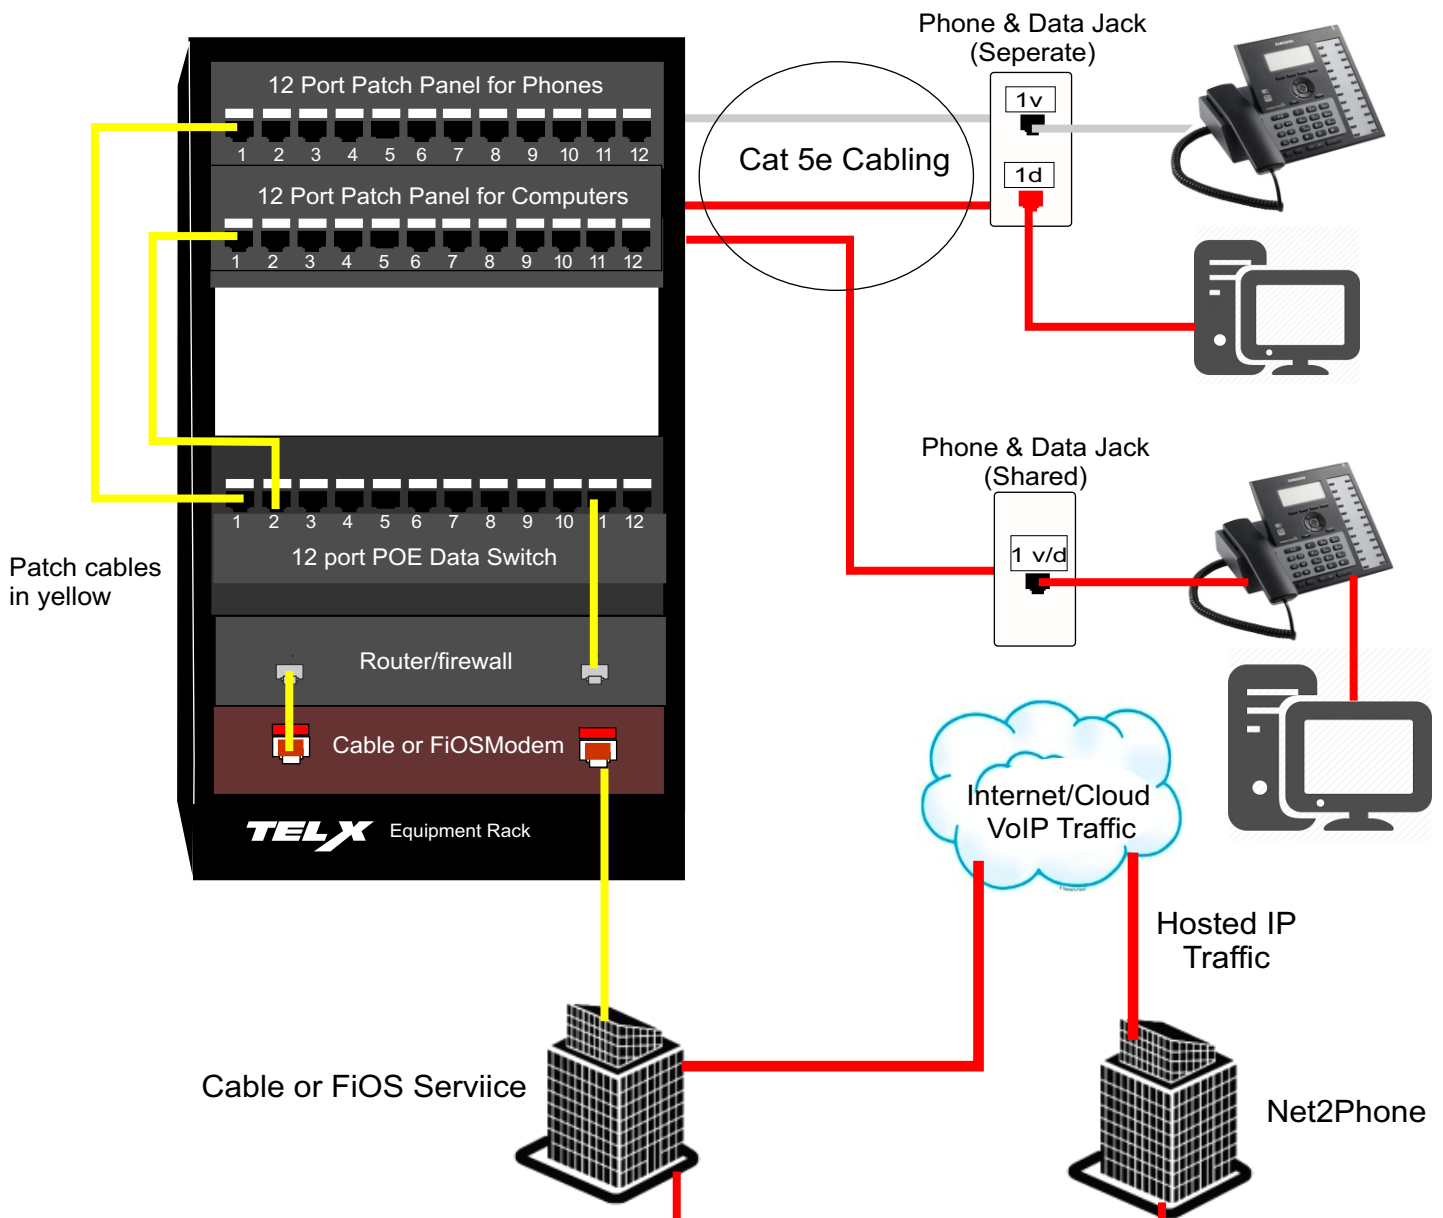 Phone & Data Jack
(Seperate)
12 Port Patch Panel for Phones
1 2 3 4 5 6 7 8 9 10 11 12
1v
Cat 5e Cabling
1d
12 Port Patch Panel for Computers
1 2 3 4 5 6 7 8 9 10 11 12
SAMSUNG
Phone & Data Jack
(Shared)
1 2 3 4 5 6 7 8 9 10 1 12
12 port POE Data Switch
1 v/d
Patch cables
in yellow
Router/firewall
Cable or FiOSModem
Internet/Cloud
VoIP Traffic
TELX Equipment Rack
Hosted IP
Traffic
Cable or FiOS Serviice
Net2Phone